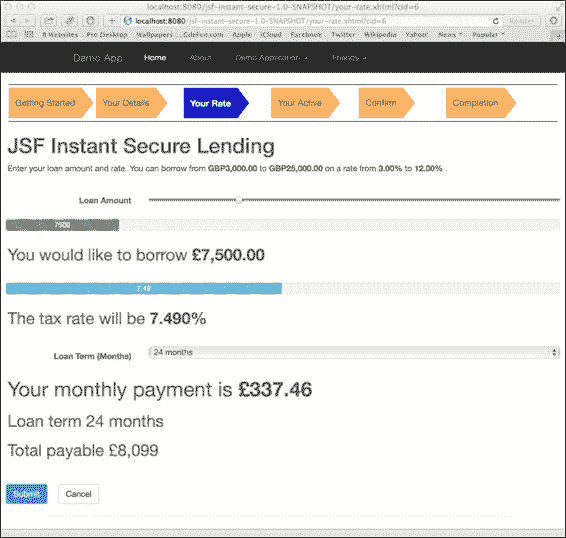 localhost:8080/jsf-instant-secure-1.0-SNAPSHOT/your-rate.xhtml?cid=6
localhost:8080/jsf-instant-secure-1.0-SNAPSHOT/your-rate.xhtml?cid=6 Reader
Websites Pre Desktop Wallpapers ...Cdefive.com Apple iCloud Facebook Twitter Wikipedia Yahoo! News Popular
Demo App Home About Demo Application
Getting Started Your Details Your Rate Your Active Confirm Completion
JSF Instant Secure Lending
Enter your loan amount and rate. You can borrow from GBP3,000.00 to GBP25,000.00 on a rate from 3.00% to 12.00% .
Loan Amount
7500
You would like to borrow £7,500.00
7.49
The tax rate will be 7.490%
Loan Term (Months) 24 months
Your monthly payment is £337.46
Loan term 24 months
Total payable £8,099
Submit Cancel